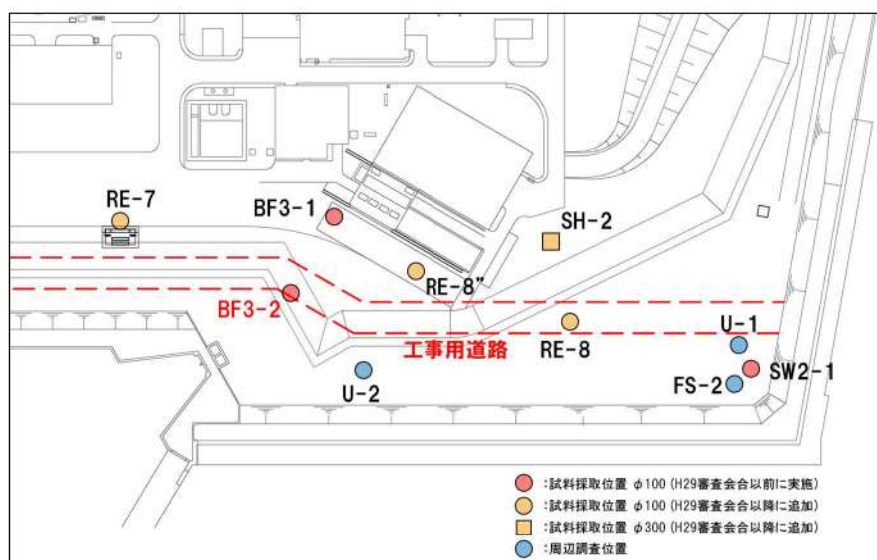 RE-7
BF3-1
SH-2
RE-8”
BF3-2
工事用道路
RE-8
U-1
SW2-1
FS-2
U-2
:試料採取位置 φ100 (H29審査会合以前に実施)
:試料採取位置 φ100 (H29審査会合以降に追加)
:試料採取位置 φ300 (H29審査会合以降に追加)
:周辺調査位置